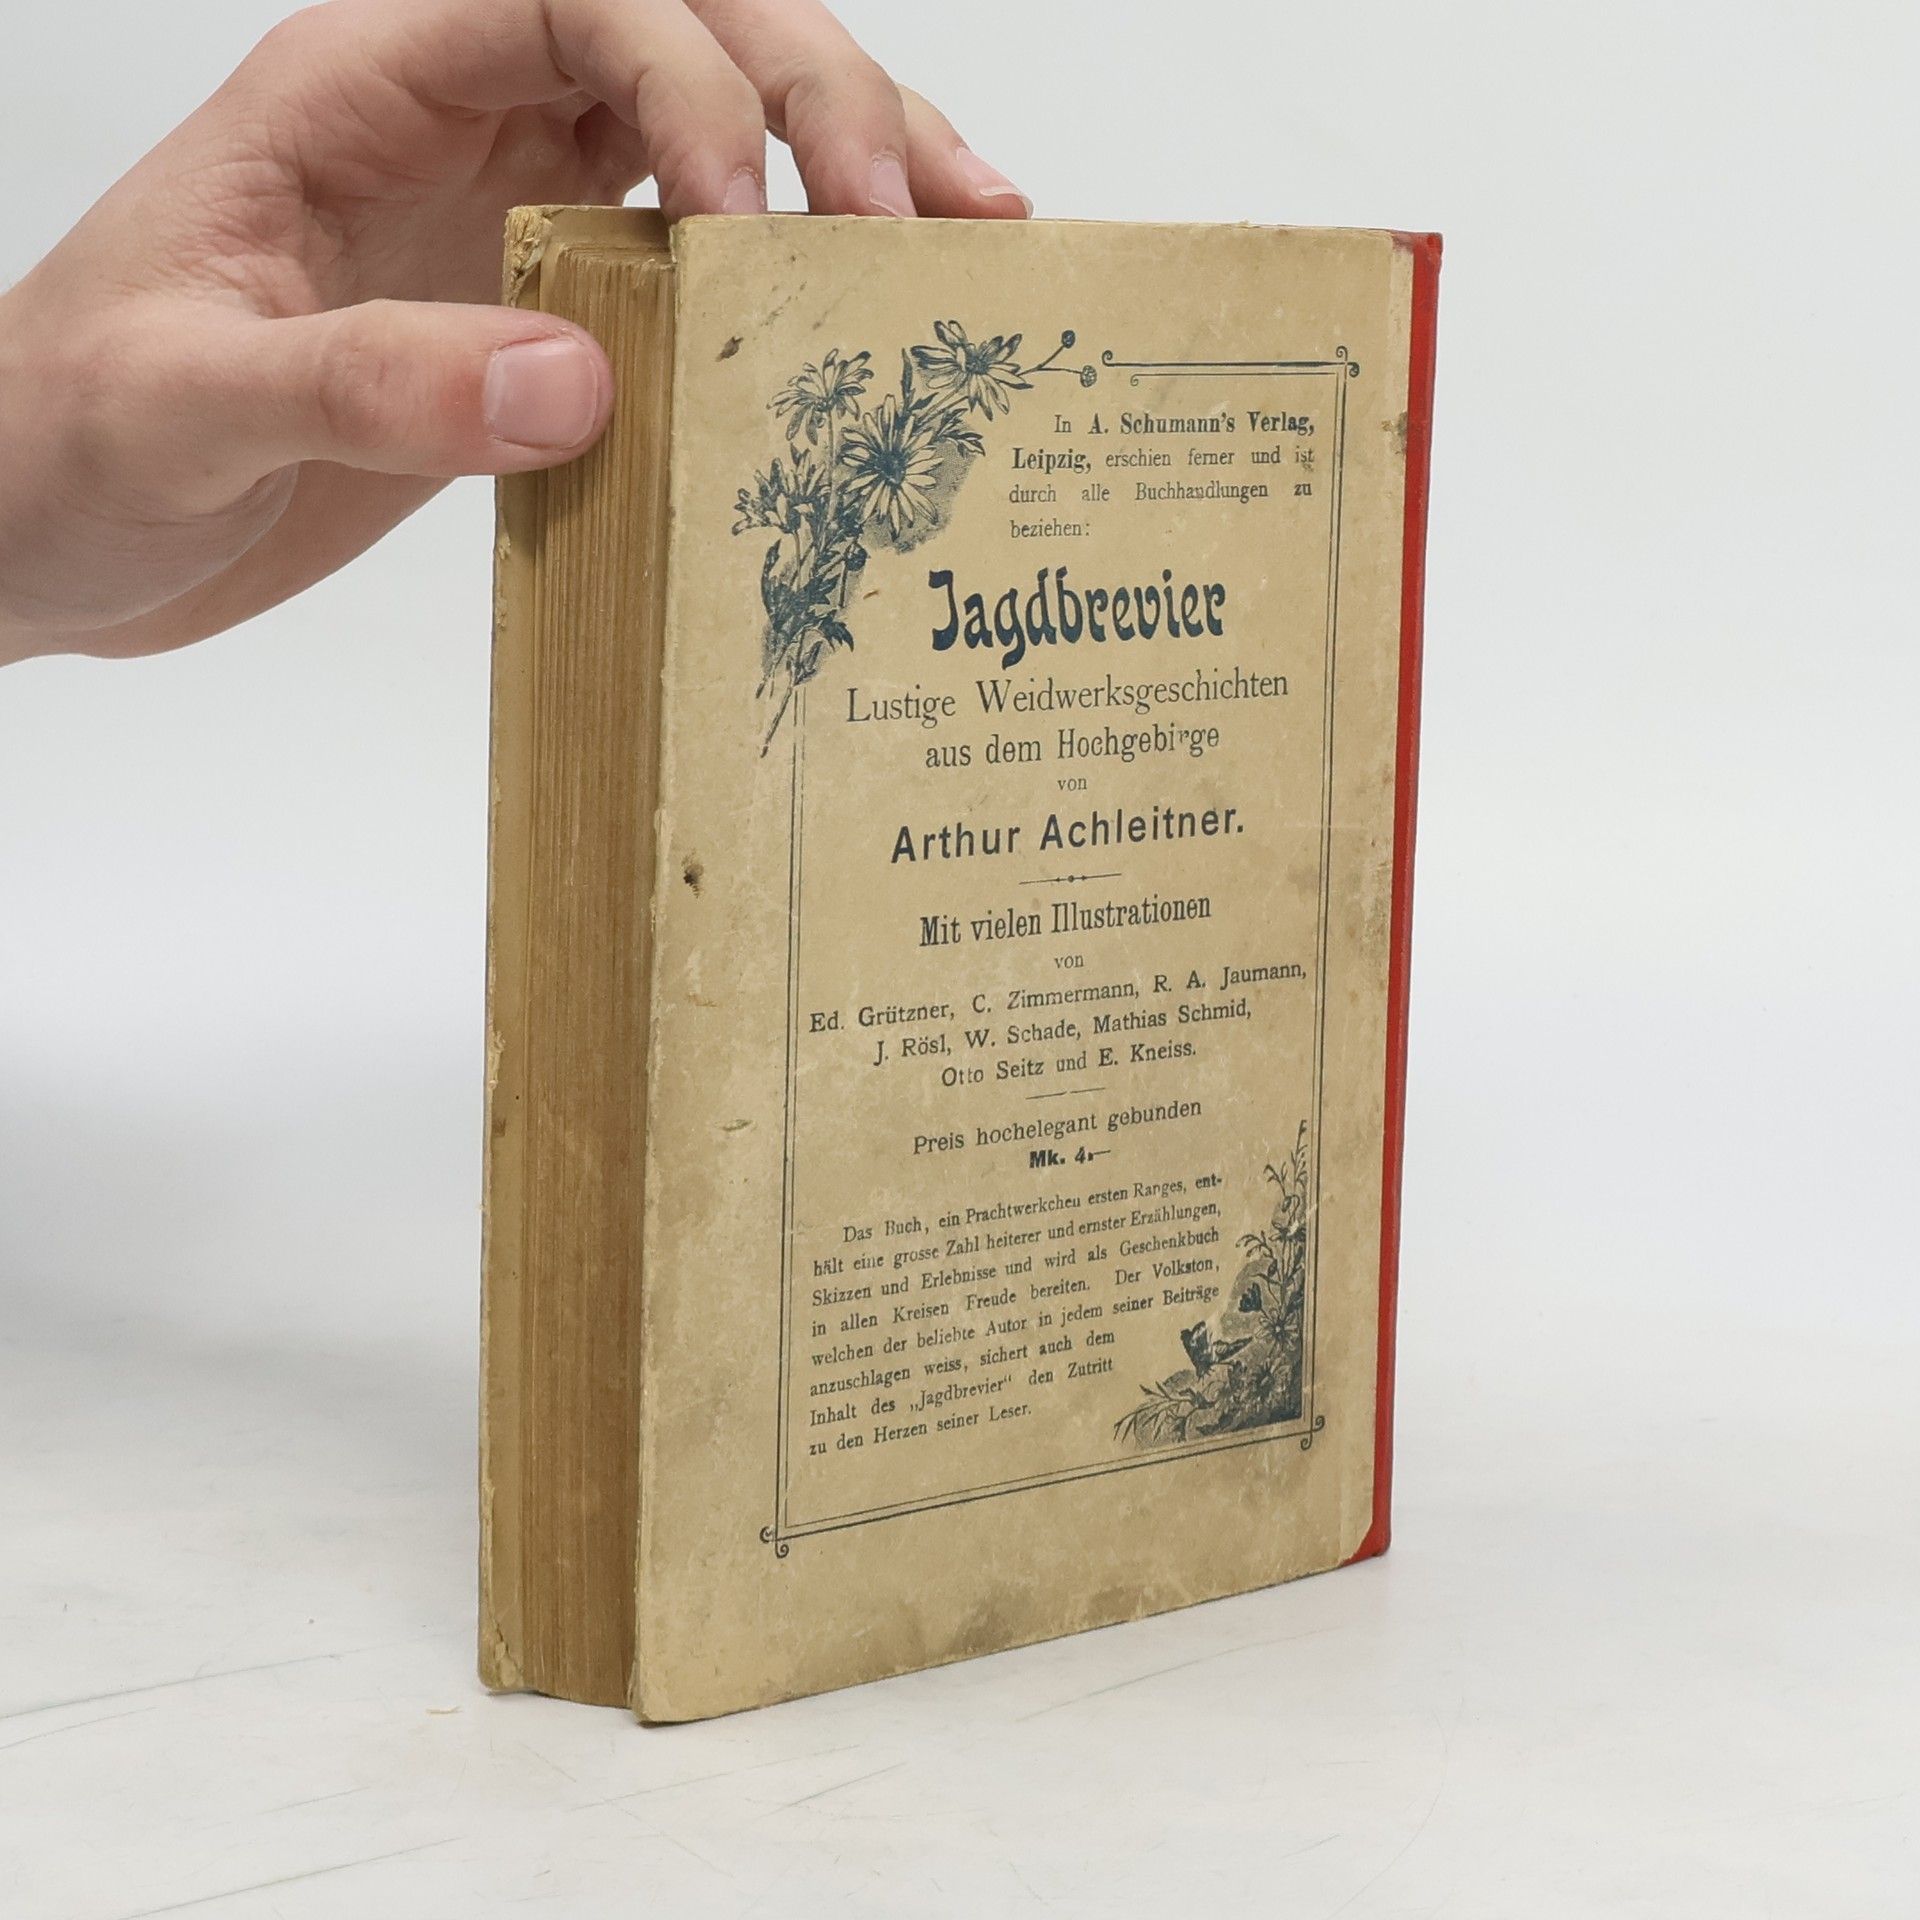 In A. Schumann's Verlag,
Leipzig, erschien ferner und ist
durch alle Buchhandlungen zu
beziehen:
Jagdbrevier
Lustige Weidwerksgeschichten
aus dem Hochgebirge
von
Arthur Achleitner.
Mit vielen Illustrationen
von
Ed. Grützner, C. Zimmermann, R. A. Jaumann,
J. Rösl, W. Schade, Mathias Schmid,
Otto Seitz und E. Kneiss.
Preis hochelegant gebunden
Mk. 4.—
Das Buch, ein Prachtwerkchen ersten Ranges, ent-
hält eine grosse Zahl heiterer und ernster Erzählungen,
Skizzen und Erlebnisse und wird als Geschenkbuch
in allen Kreisen Freude bereiten. Der Volkston,
welchen der beliebte Autor in jedem seiner Beiträge
anzuschlagen weiss, sichert auch dem
Inhalt des „Jagdbrevier“ den Zutritt
zu den Herzen seiner Leser.